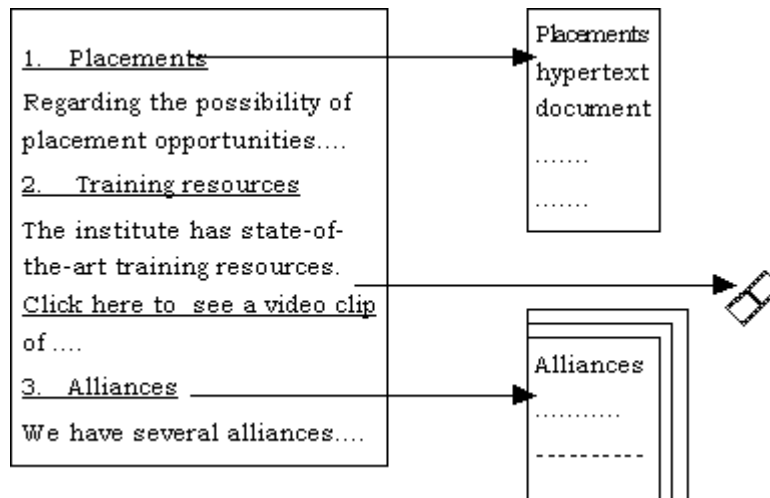 1. Placements
Regarding the possibility of
placement opportunities....
2. Training resources
The institute has state-of-
the-art training resources.
Click here to see a video clip
of ....
3. Alliances
We have several alliances....
Placements
hypertext
document
.......
.......
Alliances
...........
----------